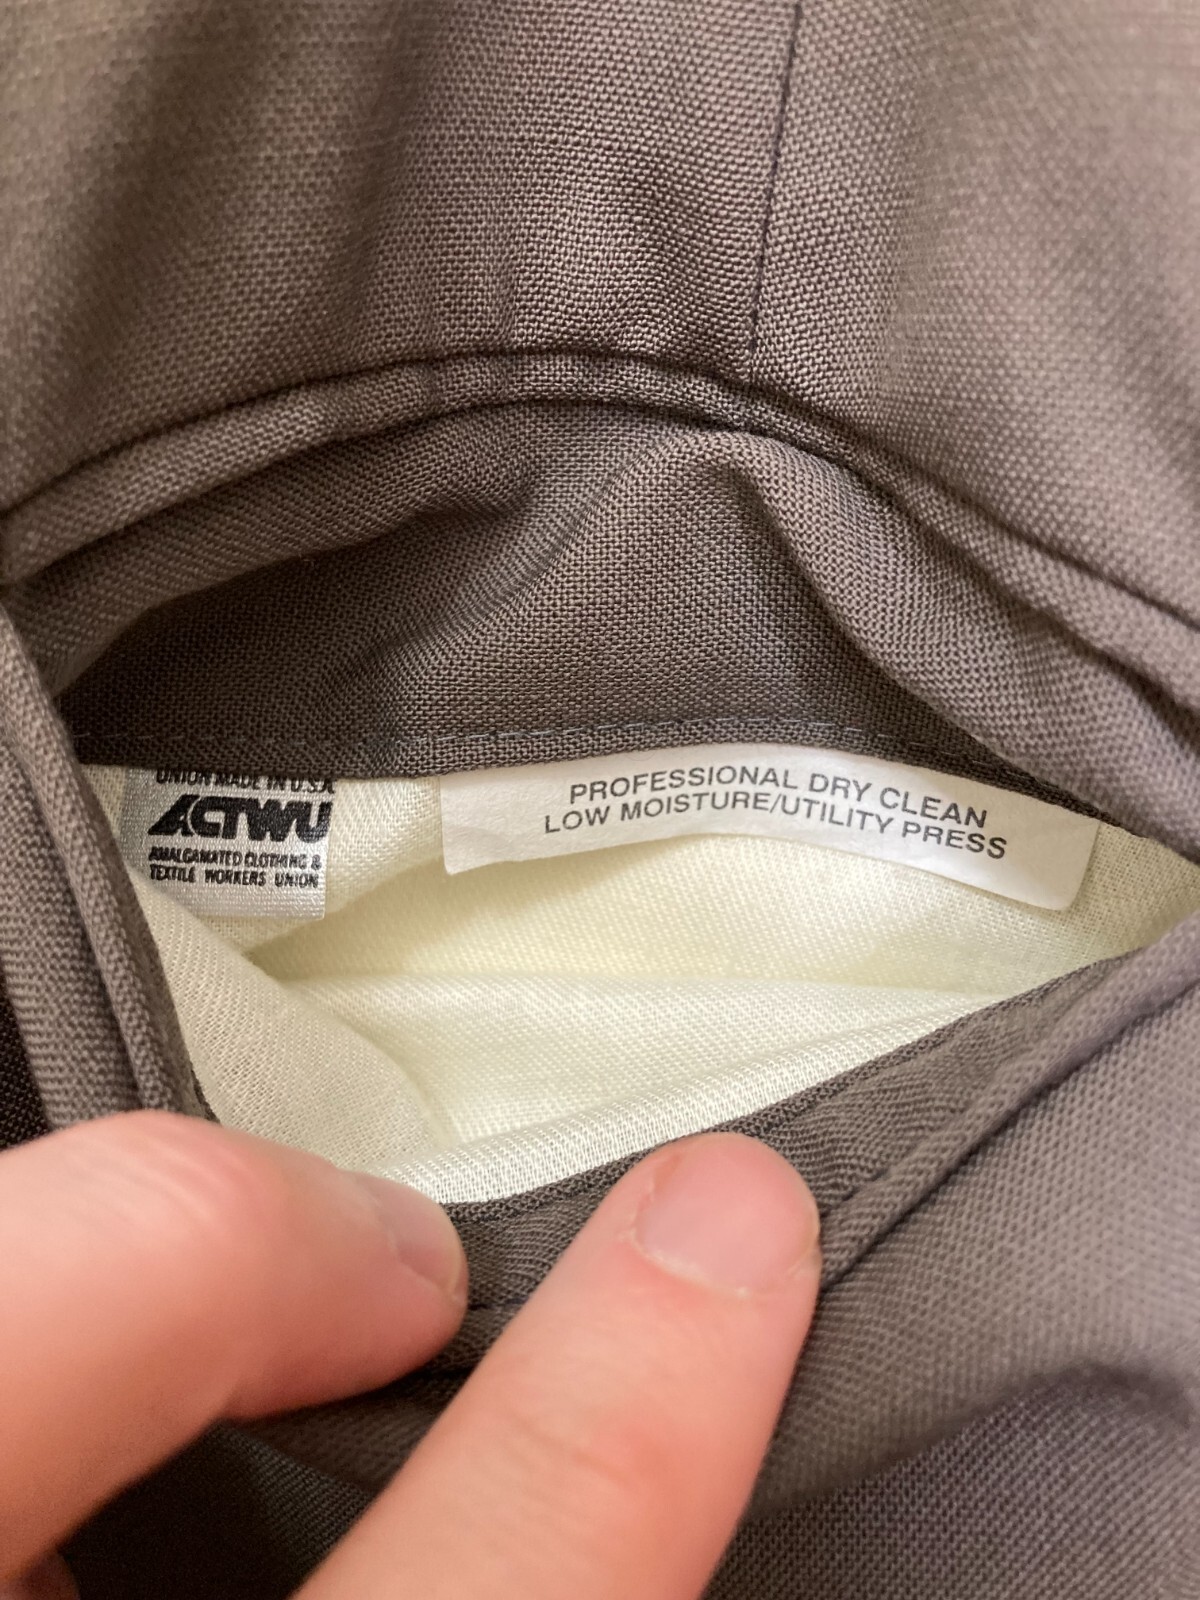 UNION MADE IN U.S.A.
ACTWU
AMALGAMATED CLOTHING &
TEXTILE WORKERS UNION
PROFESSIONAL DRY CLEAN
LOW MOISTURE/UTILITY PRESS